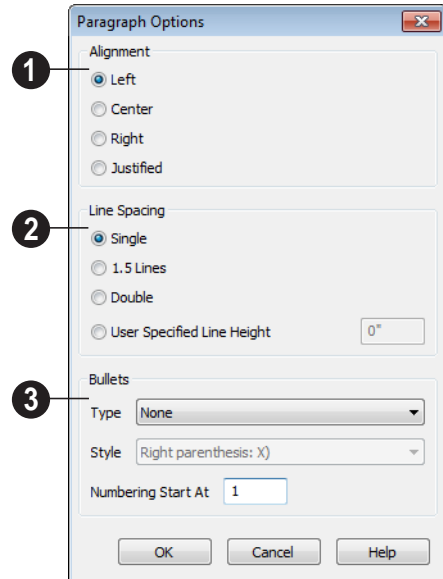 Paragraph Options
Alignment
1
Left
Center
Right
Justified
Line Spacing
2
Single
1.5 Lines
Double
User Specified Line Height 0"
Bullets
3
Type None
Style Right parenthesis: X)
Numbering Start At 1
OK Cancel Help